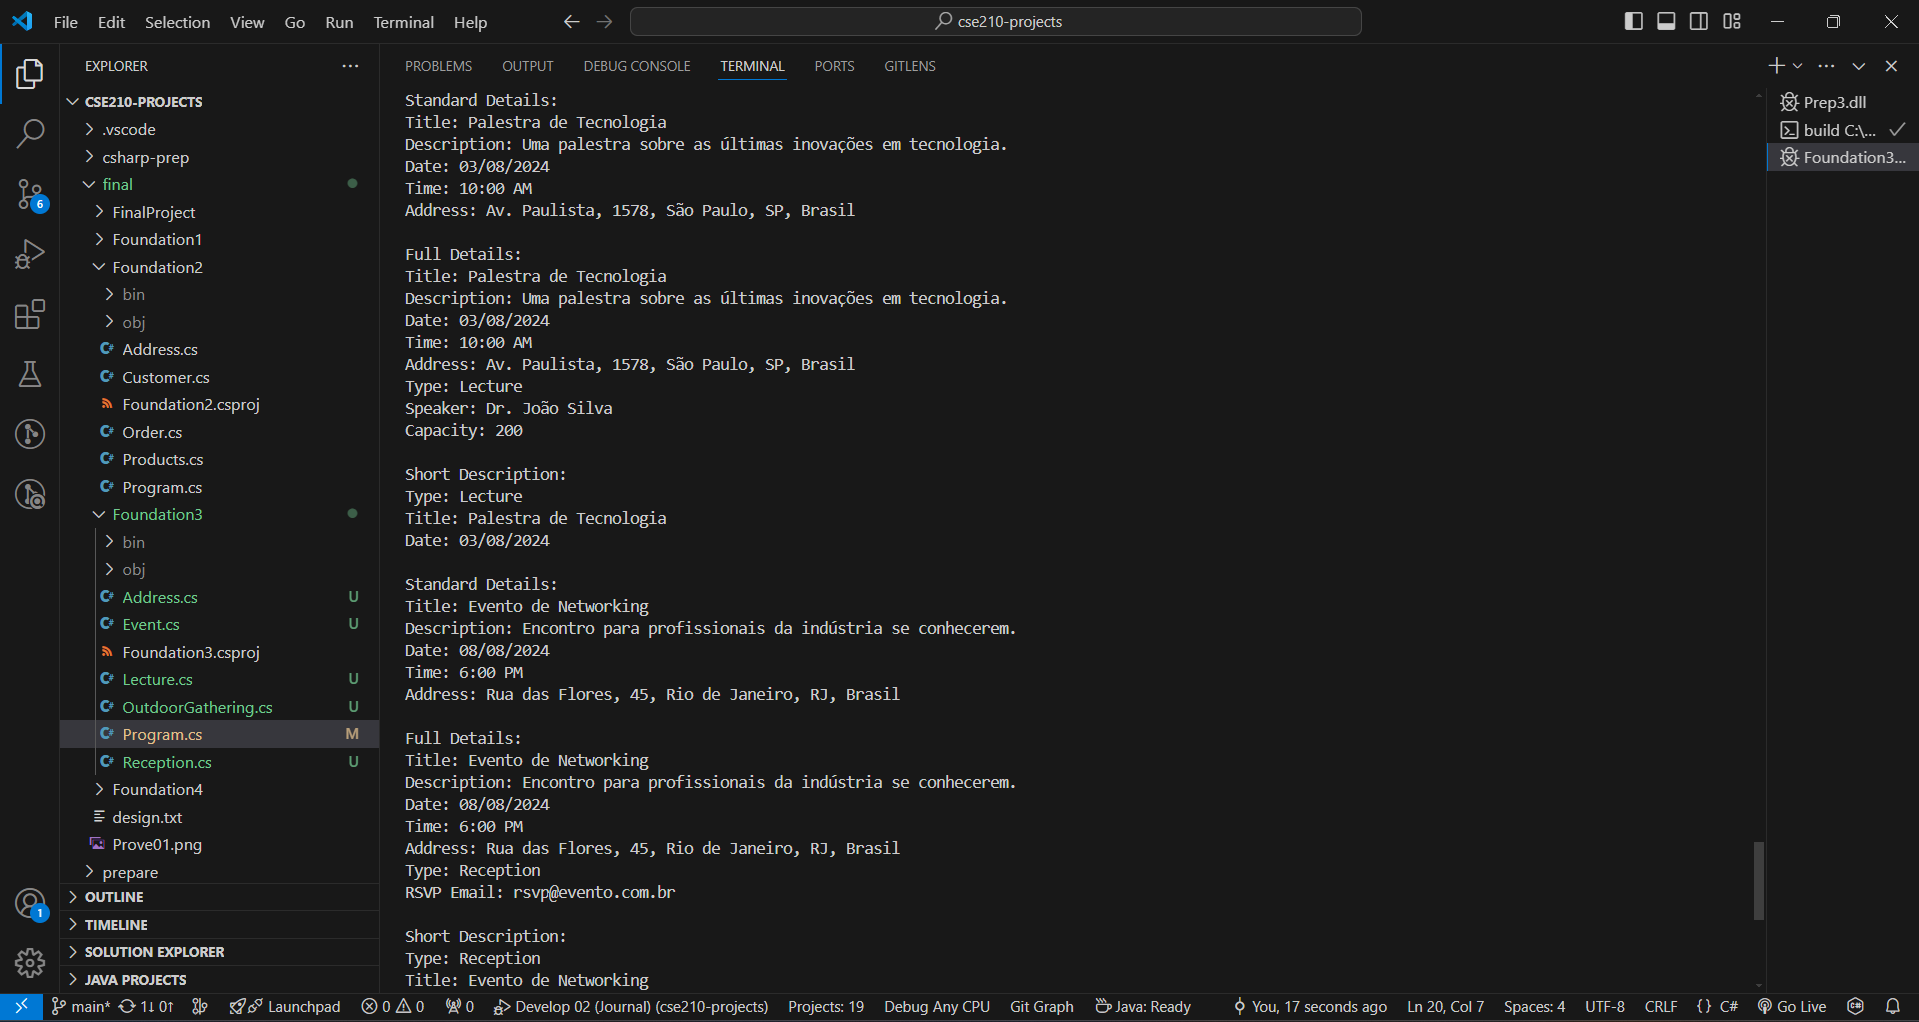 File Edit Selection View Go Run Terminal Help cse210-projects
EXPLORER
CSE210-PROJECTS
.vscode
csharp-prep
final
FinalProject
Foundation1
Foundation2
bin
obj
Address.cs
Customer.cs
Foundation2.csproj
Order.cs
Products.cs
Program.cs
Foundation3
bin
obj
Address.cs U
Event.cs U
Foundation3.csproj
Lecture.cs U
OutdoorGathering.cs U
Program.cs M
Reception.cs U
Foundation4
design.txt
Prove01.png
prepare
OUTLINE
TIMELINE
SOLUTION EXPLORER
JAVA PROJECTS
6
1
PROBLEMS OUTPUT DEBUG CONSOLE TERMINAL PORTS GITLENS
Standard Details:
Title: Palestra de Tecnologia
Description: Uma palestra sobre as últimas inovações em tecnologia.
Date: 03/08/2024
Time: 10:00 AM
Address: Av. Paulista, 1578, São Paulo, SP, Brasil
Full Details:
Title: Palestra de Tecnologia
Description: Uma palestra sobre as últimas inovações em tecnologia.
Date: 03/08/2024
Time: 10:00 AM
Address: Av. Paulista, 1578, São Paulo, SP, Brasil
Type: Lecture
Speaker: Dr. João Silva
Capacity: 200
Short Description:
Type: Lecture
Title: Palestra de Tecnologia
Date: 03/08/2024
Standard Details:
Title: Evento de Networking
Description: Encontro para profissionais da indústria se conhecerem.
Date: 08/08/2024
Time: 6:00 PM
Address: Rua das Flores, 45, Rio de Janeiro, RJ, Brasil
Full Details:
Title: Evento de Networking
Description: Encontro para profissionais da indústria se conhecerem.
Date: 08/08/2024
Time: 6:00 PM
Address: Rua das Flores, 45, Rio de Janeiro, RJ, Brasil
Type: Reception
RSVP Email: rsvp@evento.com.br
Short Description:
Type: Reception
Title: Evento de Networking
Prep3.dll
build C:\...
Foundation3...
main* 1↓ 0↑ Launchpad 0 0 0 Develop 02 (Journal) (cse210-projects) Projects: 19 Debug Any CPU Git Graph Java: Ready You, 17 seconds ago Ln 20, Col 7 Spaces: 4 UTF-8 CRLF {} C# Go Live